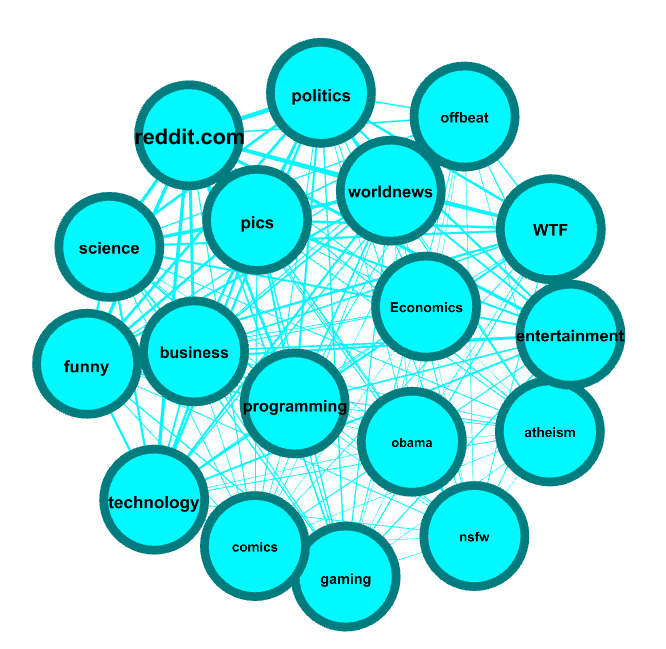 politics
offbeat
reddit.com
worldnews
pics
WTF
science
Economics
entertainment
business
funny
programming
atheism
obama
technology
nsfw
comics
gaming